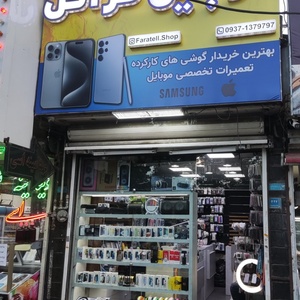 Faratell.Shop
0937-1379797
بهترین خریدار گوشی های کارکرده
تعمیرات تخصصی موبایل
SAMSUNG